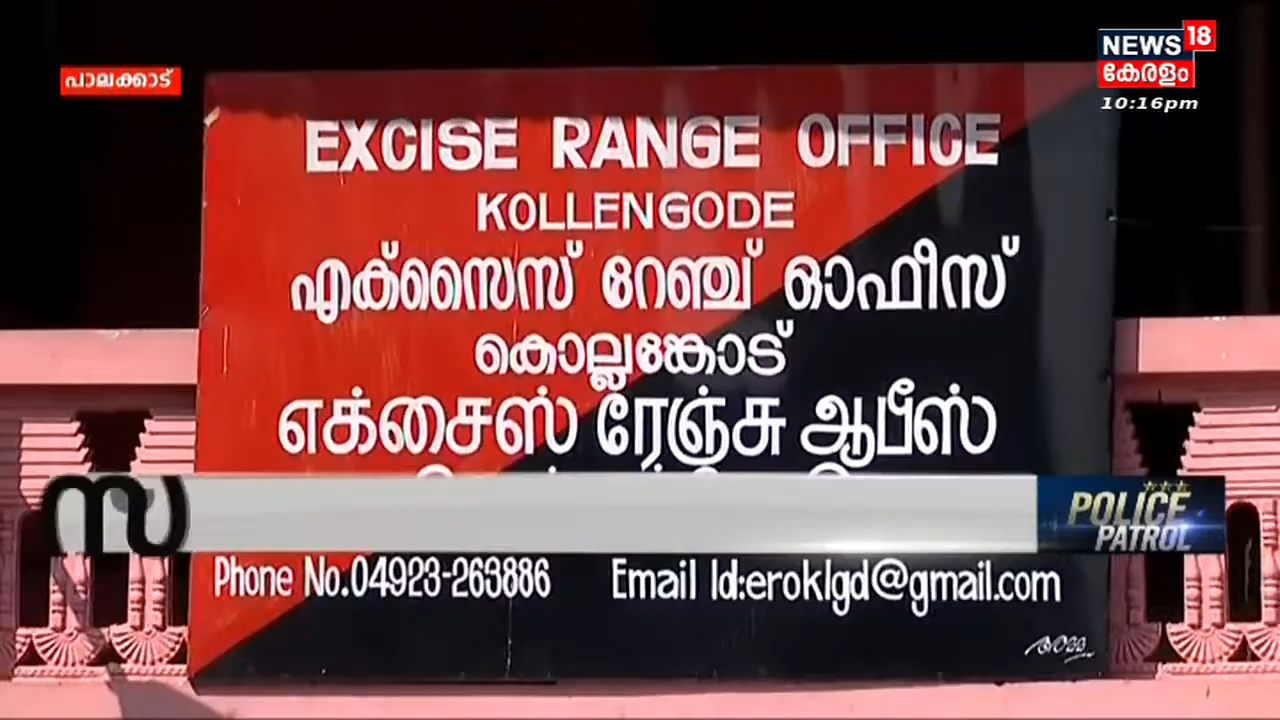 NEWS 18
കേരളം
10:16pm
പാലക്കാട്
EXCISE RANGE OFFICE
KOLLENGODE
എക്സൈസ് റേഞ്ച് ഓഫീസ്
കൊല്ലങ്കോട്
எக்சைஸ் ரேஞ்சு ஆபீஸ்
സ
POLICE
PATROL
Phone No.04923-263886 Email Id:eroklgd@gmail.com